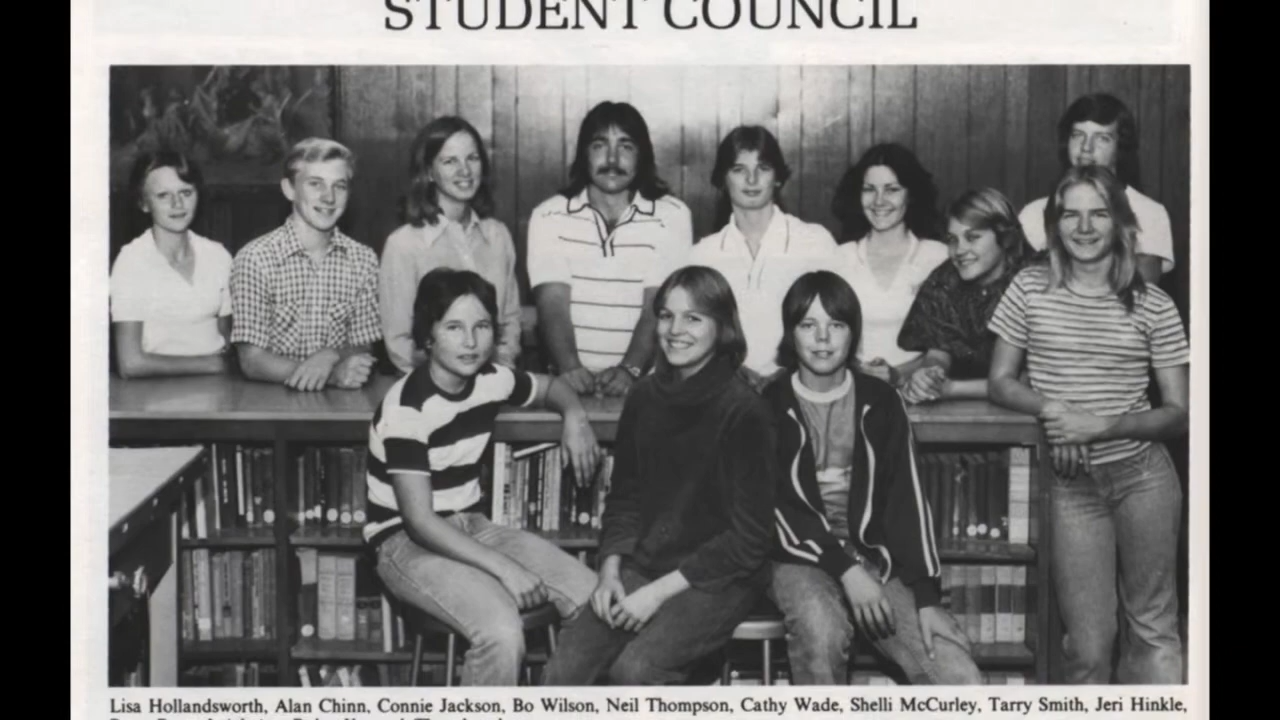 STUDENT COUNCIL
Lisa Hollandsworth, Alan Chinn, Connie Jackson, Bo Wilson, Neil Thompson, Cathy Wade, Shelli McCurley, Tarry Smith, Jeri Hinkle,